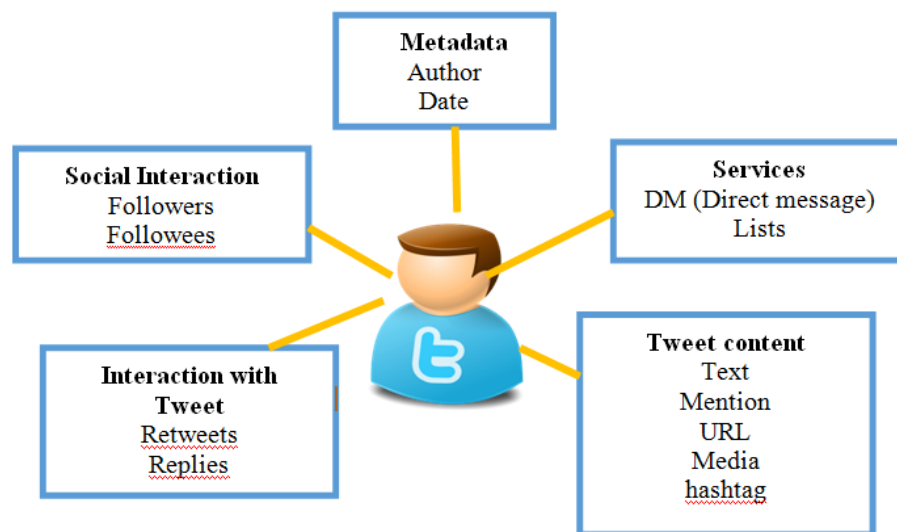 Metadata
Author
Date
Social Interaction
Followers
Followees
Services
DM (Direct message)
Lists
Interaction with
Tweet
Retweets
Replies
Tweet content
Text
Mention
URL
Media
hashtag
t